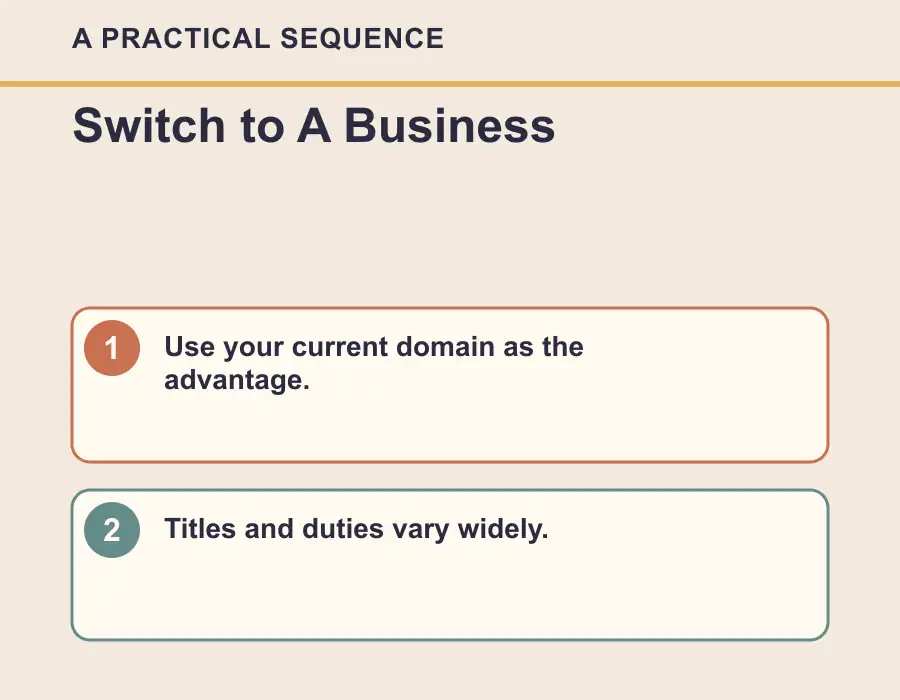 A PRACTICAL SEQUENCE
Switch to A Business
1
Use your current domain as the
advantage.
2
Titles and duties vary widely.